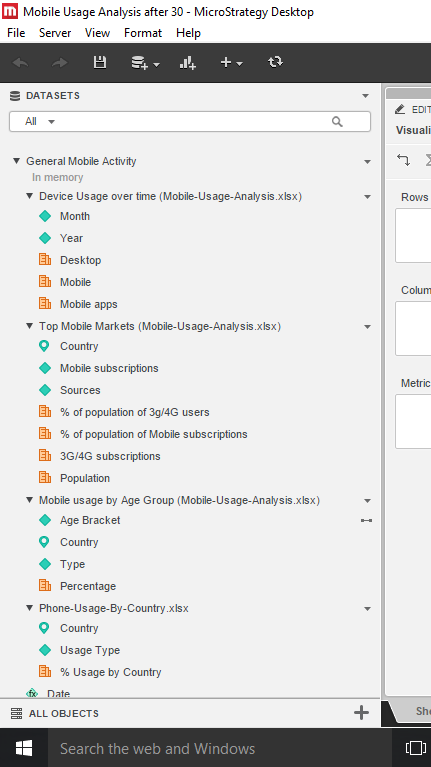 Mobile Usage Analysis after 30 - MicroStrategy Desktop
File Server View Format Help
DATASETS
EDIT
All
Visuali
General Mobile Activity
In memory
Device Usage over time (Mobile-Usage-Analysis.xlsx)
Rows
Month
Year
Desktop
Mobile
Colum
Mobile apps
Top Mobile Markets (Mobile-Usage-Analysis.xlsx)
Country
Mobile subscriptions
Metric
Sources
% of population of 3g/4G users
% of population of Mobile subscriptions
3G/4G subscriptions
Population
Mobile usage by Age Group (Mobile-Usage-Analysis.xlsx)
Age Bracket
Country
Type
Percentage
Phone-Usage-By-Country.xlsx
Country
Usage Type
% Usage by Country
fx Date
ALL OBJECTS
She
Search the web and Windows